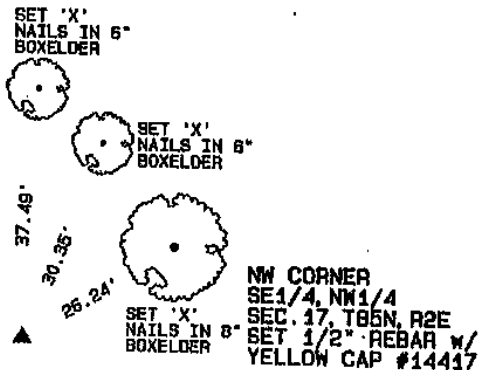 SET 'X'
NAILS IN 6"
BOXELDER
SET 'X'
NAILS IN 6"
BOXELDER
37.49'
30.35'
26.24'
SET 'X'
NAILS IN 8"
BOXELDER
NW CORNER
SE1/4, NW1/4
SEC. 17, T85N, R2E
SET 1/2" REBAR W/
YELLOW CAP #14417